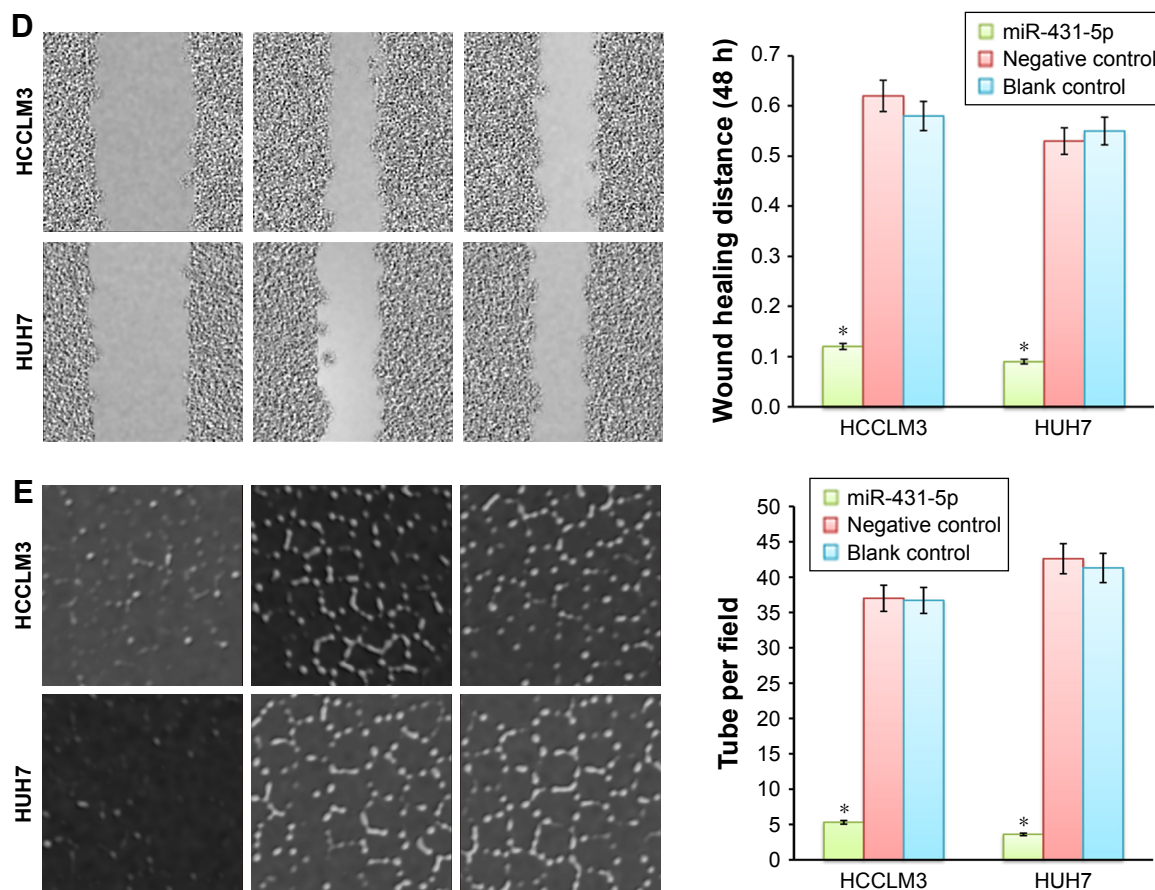 D
HCCLM3
HUH7
Wound healing distance (48 h)
0.7
0.6
0.5
0.4
0.3
0.2
0.1
0.0
miR-431-5p
Negative control
Blank control
*
*
HCCLM3
HUH7
E
HCCLM3
HUH7
Tube per field
50
45
40
35
30
25
20
15
10
5
0
miR-431-5p
Negative control
Blank control
*
*
HCCLM3
HUH7